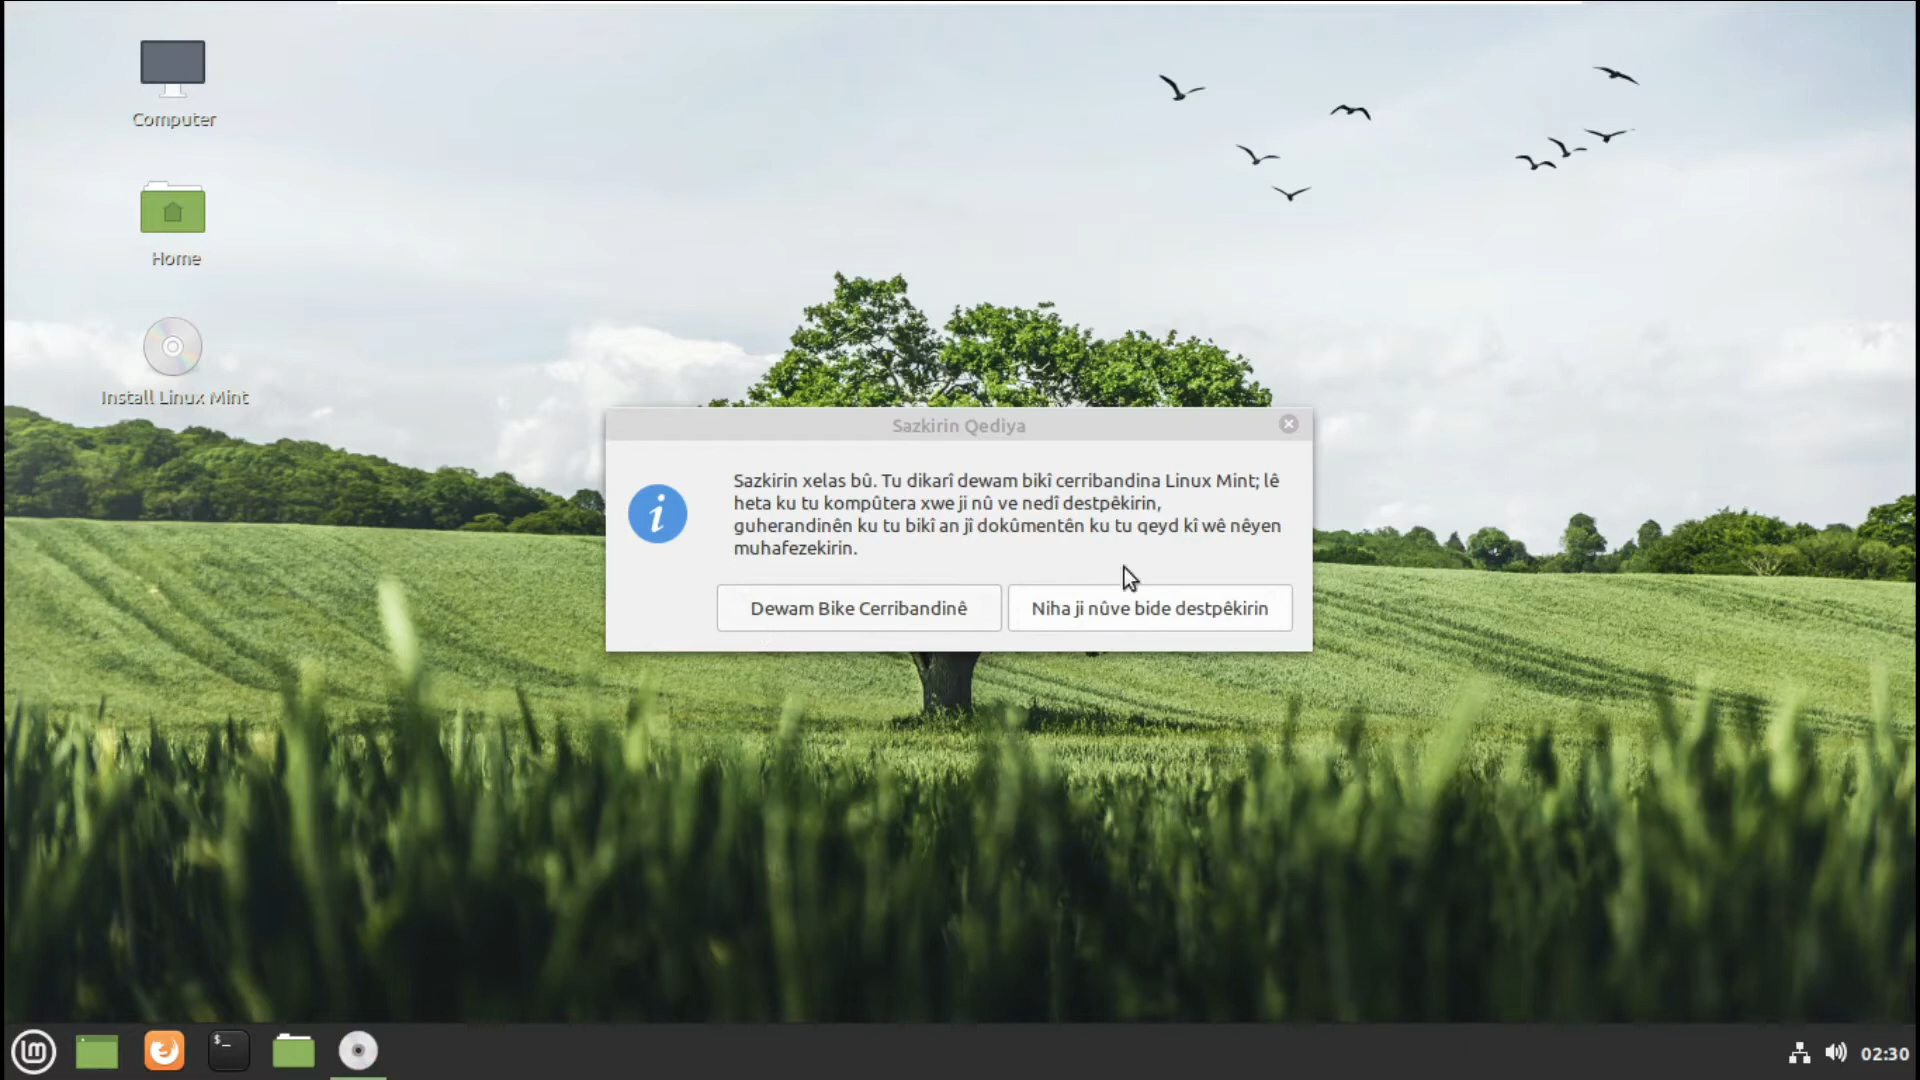 Computer
Home
Install Linux Mint
Sazkirin Qediya
Sazkirin xelas bû. Tu dikarî dewam bikî cerribandina Linux Mint; lê
heta ku tu kompûtera xwe ji nû ve nedî destpêkirin,
guherandinên ku tu bikî an jî dokûmentên ku tu qeyd kî wê nêyen
muhafezekirin.
Dewam Bike Cerribandinê
Niha ji nûve bide destpêkirin
$_
02:30